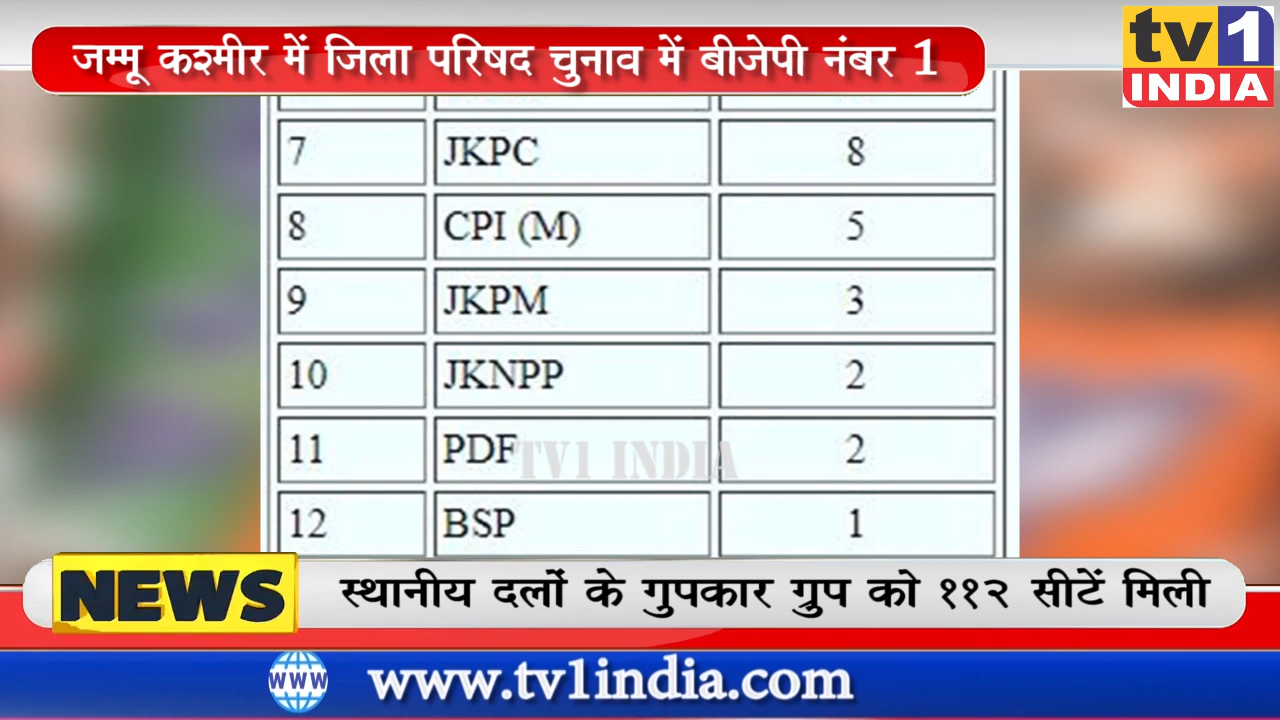 जम्मू कश्मीर में जिला परिषद चुनाव में बीजेपी नंबर 1
tv1
INDIA
7 JKPC 8
8 CPI (M) 5
9 JKPM 3
10 JKNPP 2
11 PDF 2
TV1 INDIA
12 BSP 1
NEWS
स्थानीय दलों के गुपकार ग्रुप को ११२ सीटें मिली
www
www.tv1india.com